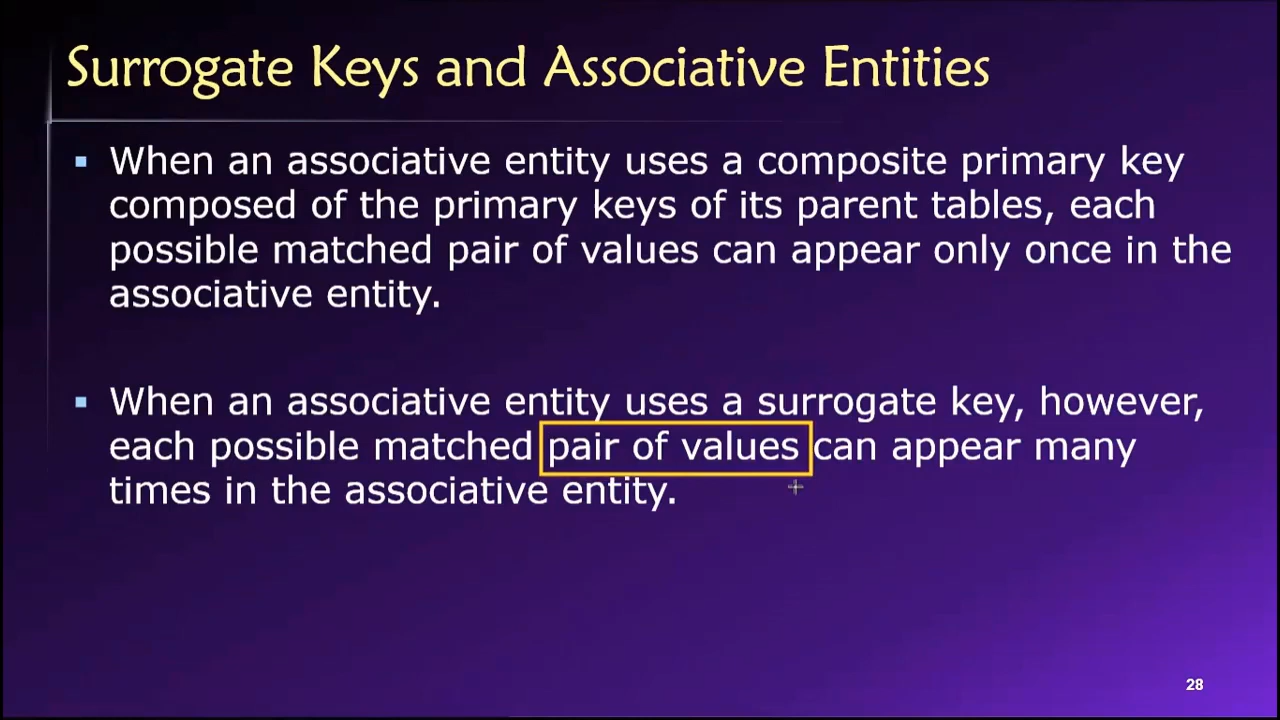 Surrogate Keys and Associative Entities
When an associative entity uses a composite primary key
composed of the primary keys of its parent tables, each
possible matched pair of values can appear only once in the
associative entity.
When an associative entity uses a surrogate key, however,
each possible matched pair of values can appear many
times in the associative entity.
28